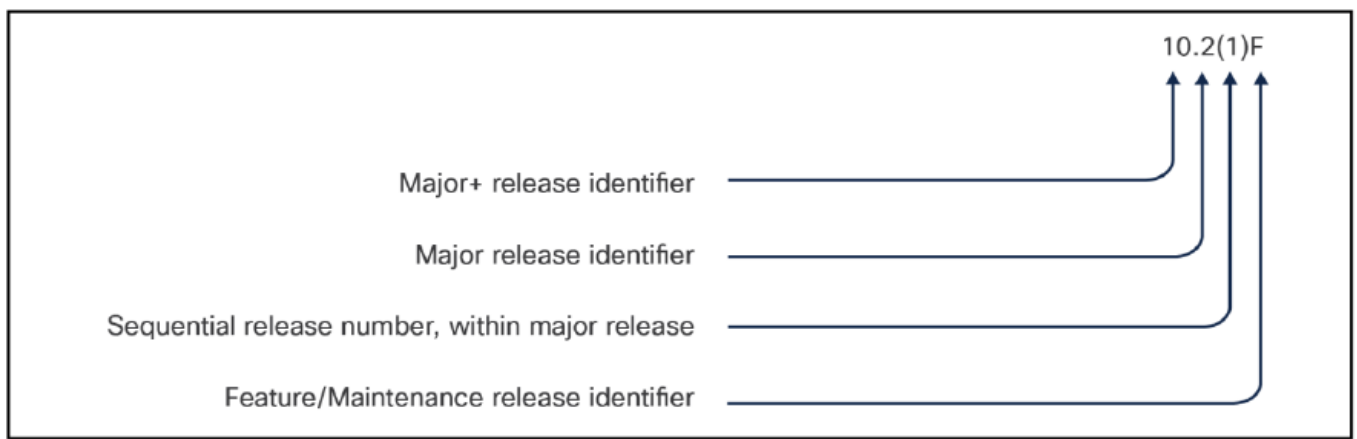 10.2(1)F
Major+ release identifier
Major release identifier
Sequential release number, within major release
Feature/Maintenance release identifier